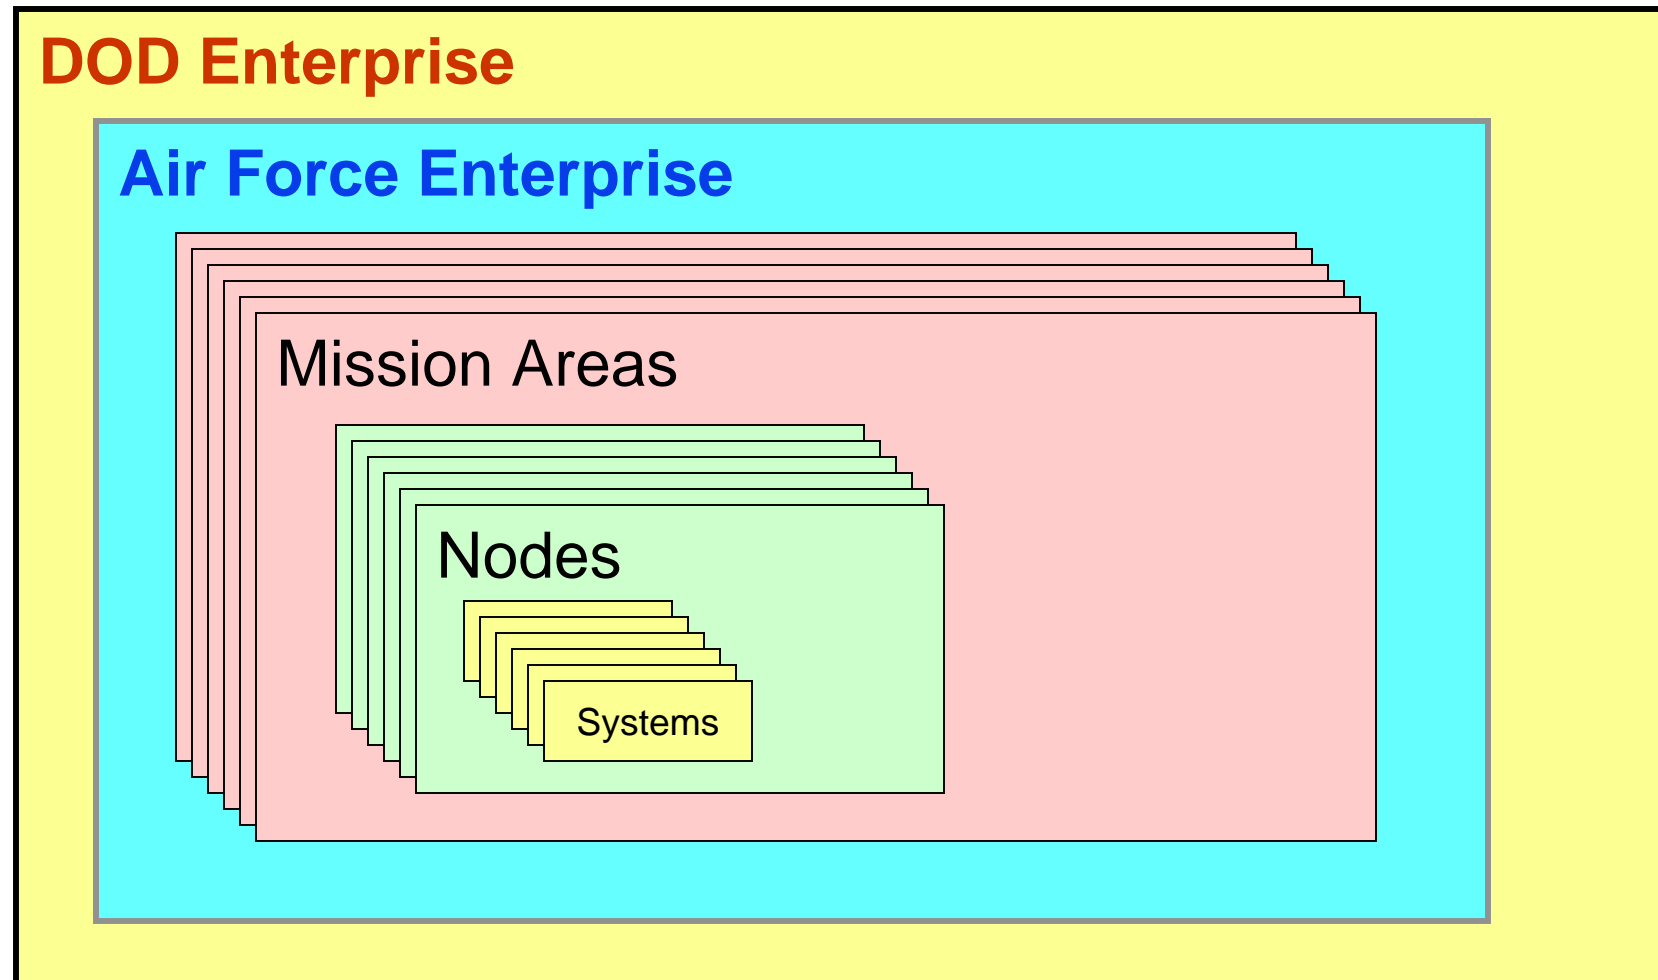 DOD Enterprise
Air Force Enterprise
Mission Areas
Nodes
Systems